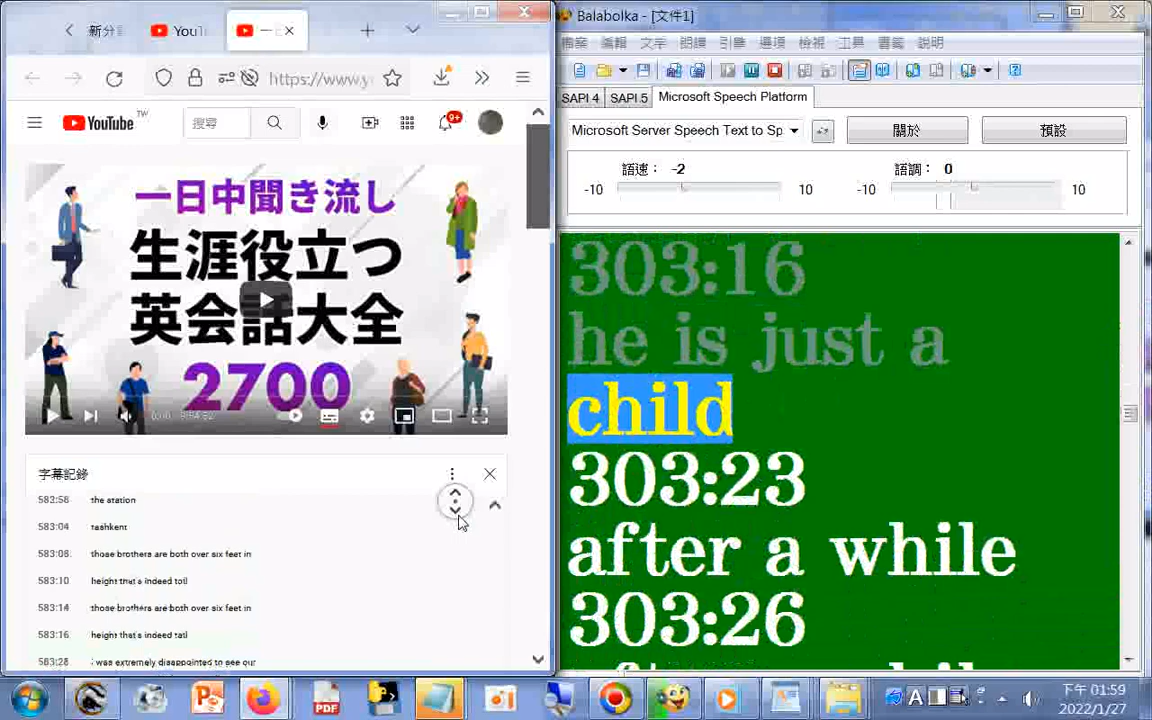 新分
YouT
https://www.y
YouTube TW
搜尋
9+
一日中聞き流し
生涯役立つ
英会話大全
2700
字幕記錄
582:58 the station
583:04 tashkent
583:08 those brothers are both over six feet in
583:10 height that's indeed tall
583:14 those brothers are both over six feet in
583:16 height that's indeed tall
583:28 i was extremely disappointed to see our
Balabolka - [文件1]
檔案 編輯 文字 朗讀 引擎 選項 檢視 工具 書籤 說明
SAPI 4 SAPI 5 Microsoft Speech Platform
Microsoft Server Speech Text to Sp
關於
預設
語速： -2
語調： 0
-10 10 -10 10
303:16
he is just a
child
303:23
after a while
303:26
after a while
PDF
A
下午 01:59
2022/1/27